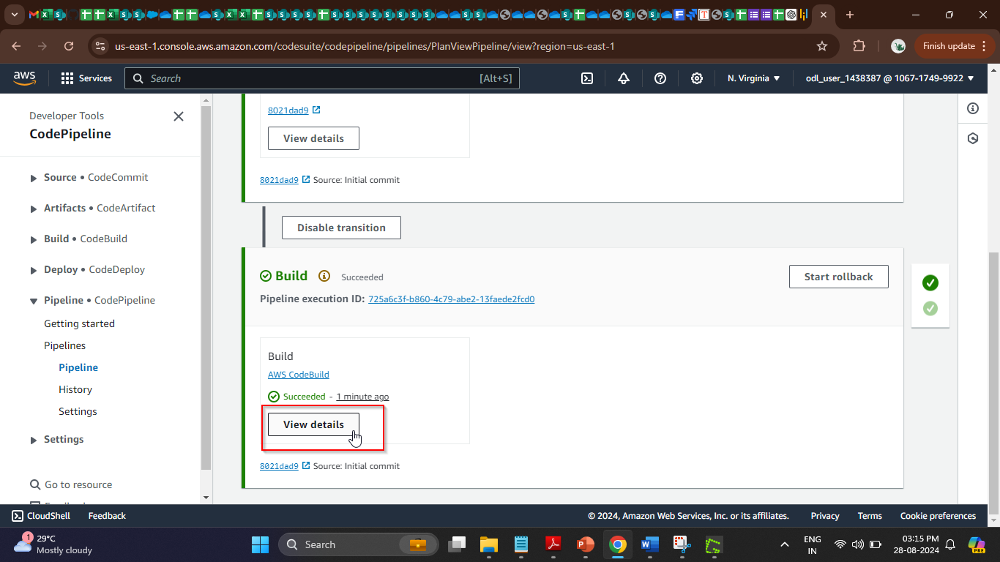 Finish update
us-east-1.console.aws.amazon.com/codesuite/codepipeline/pipelines/PlanViewPipeline/view?region=us-east-1
aws
Services
Search
[Alt+S]
N. Virginia
odl_user_1438387 @ 1067-1749-9922
Developer Tools
CodePipeline
Source • CodeCommit
Artifacts • CodeArtifact
Build • CodeBuild
Deploy • CodeDeploy
Pipeline • CodePipeline
Getting started
Pipelines
Pipeline
History
Settings
Settings
Go to resource
8021dad9
View details
8021dad9 Source: Initial commit
Disable transition
Build Succeeded
Start rollback
Pipeline execution ID: 725a6c3f-b860-4c79-abe2-13faede2fcd0
Build
AWS CodeBuild
Succeeded - 1 minute ago
View details
8021dad9 Source: Initial commit
CloudShell
Feedback
© 2024, Amazon Web Services, Inc. or its affiliates.
Privacy
Terms
Cookie preferences
1
29°C
Mostly cloudy
Search
ENG
IN
03:15 PM
28-08-2024
PRE